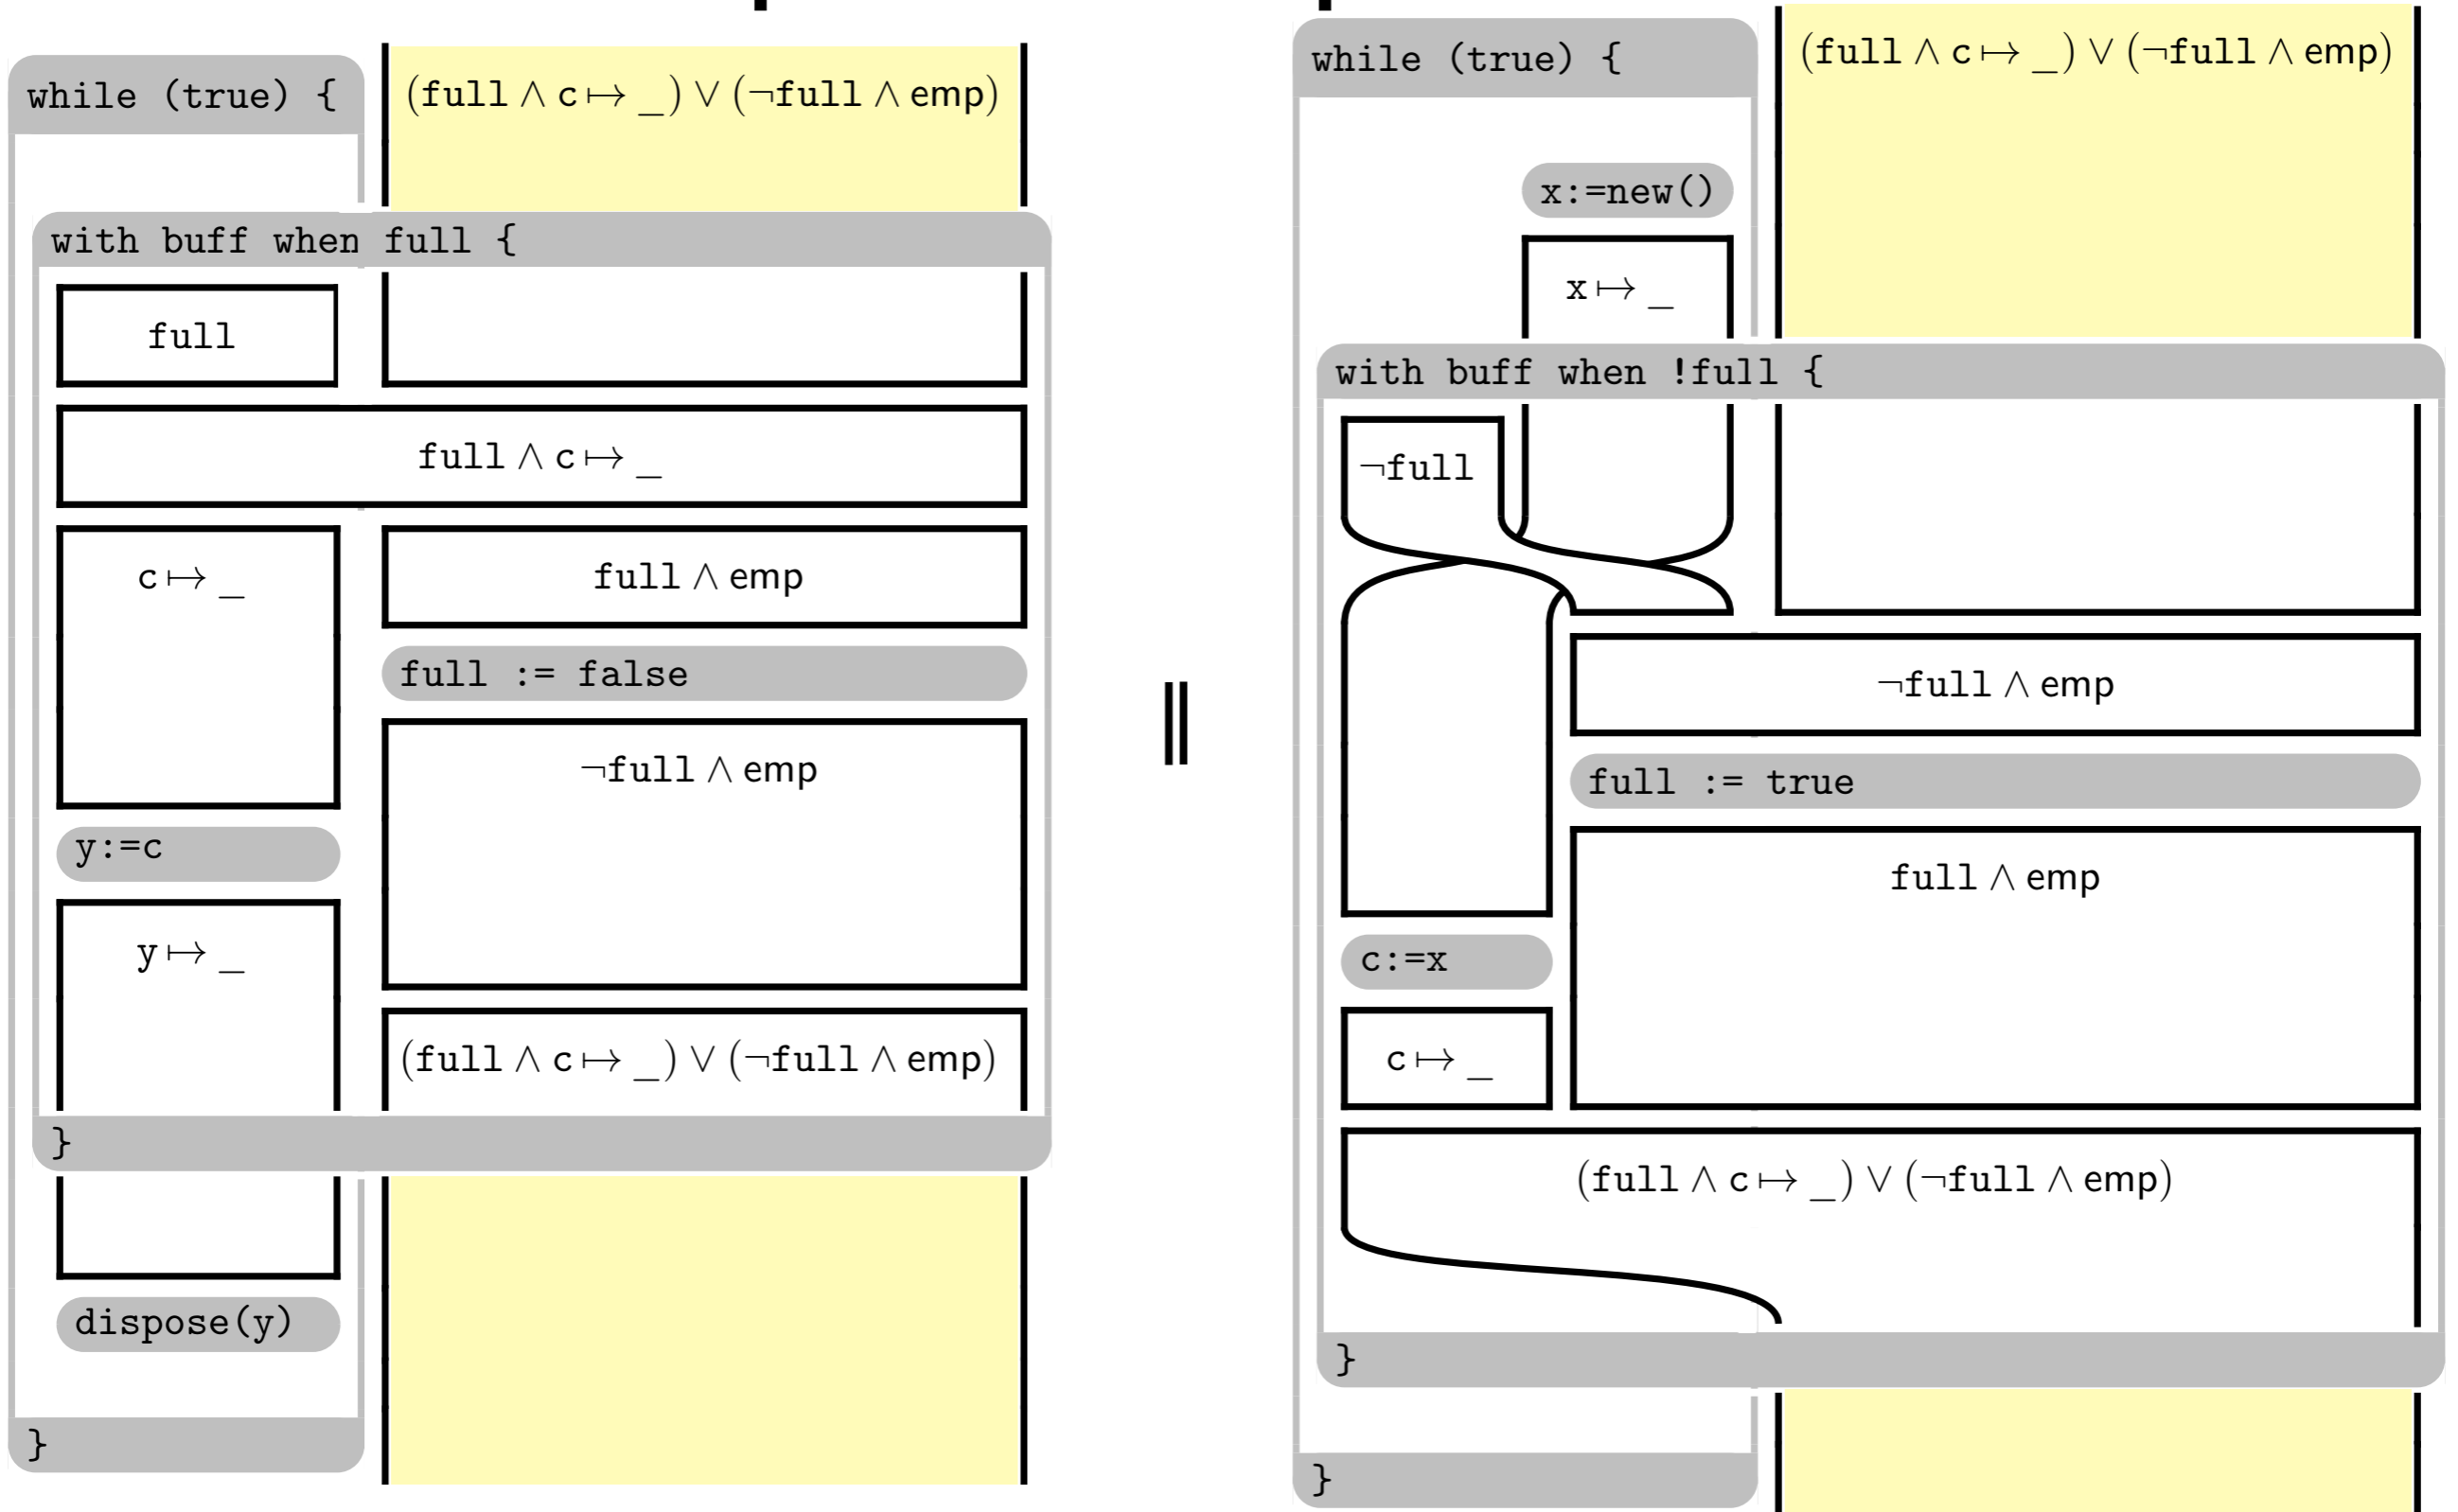 while (true) {
(full ∧ c ↦ _) ∨ (¬full ∧ emp)
with buff when full {
full
full ∧ c ↦ _
c ↦ _
full ∧ emp
full := false
¬full ∧ emp
y:=c
y ↦ _
(full ∧ c ↦ _) ∨ (¬full ∧ emp)
}
dispose(y)
}
‖
while (true) {
(full ∧ c ↦ _) ∨ (¬full ∧ emp)
x:=new()
x ↦ _
with buff when !full {
¬full
¬full ∧ emp
full := true
full ∧ emp
c:=x
c ↦ _
(full ∧ c ↦ _) ∨ (¬full ∧ emp)
}
}